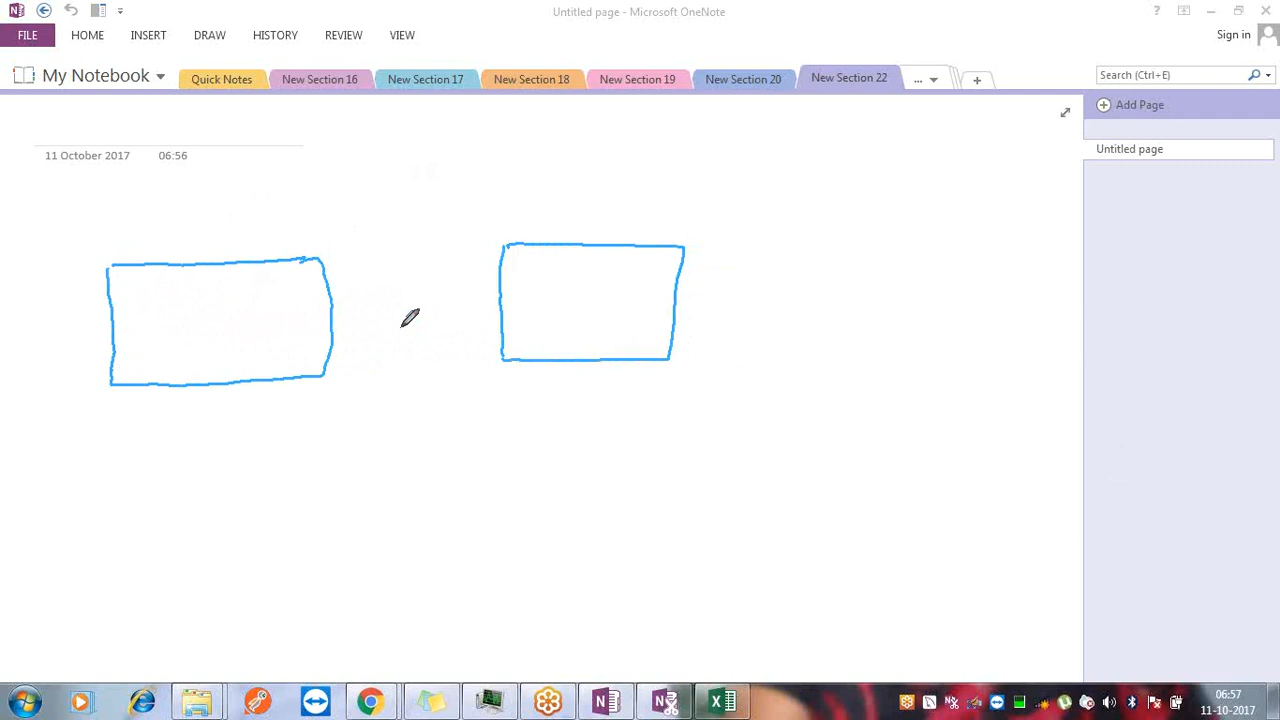 Untitled page - Microsoft OneNote
FILE HOME INSERT DRAW HISTORY REVIEW VIEW Sign in
My Notebook Quick Notes New Section 16 New Section 17 New Section 18 New Section 19 New Section 20 New Section 22 ... Search (Ctrl+E)
Add Page
Untitled page
11 October 2017 06:56
06:57
11-10-2017